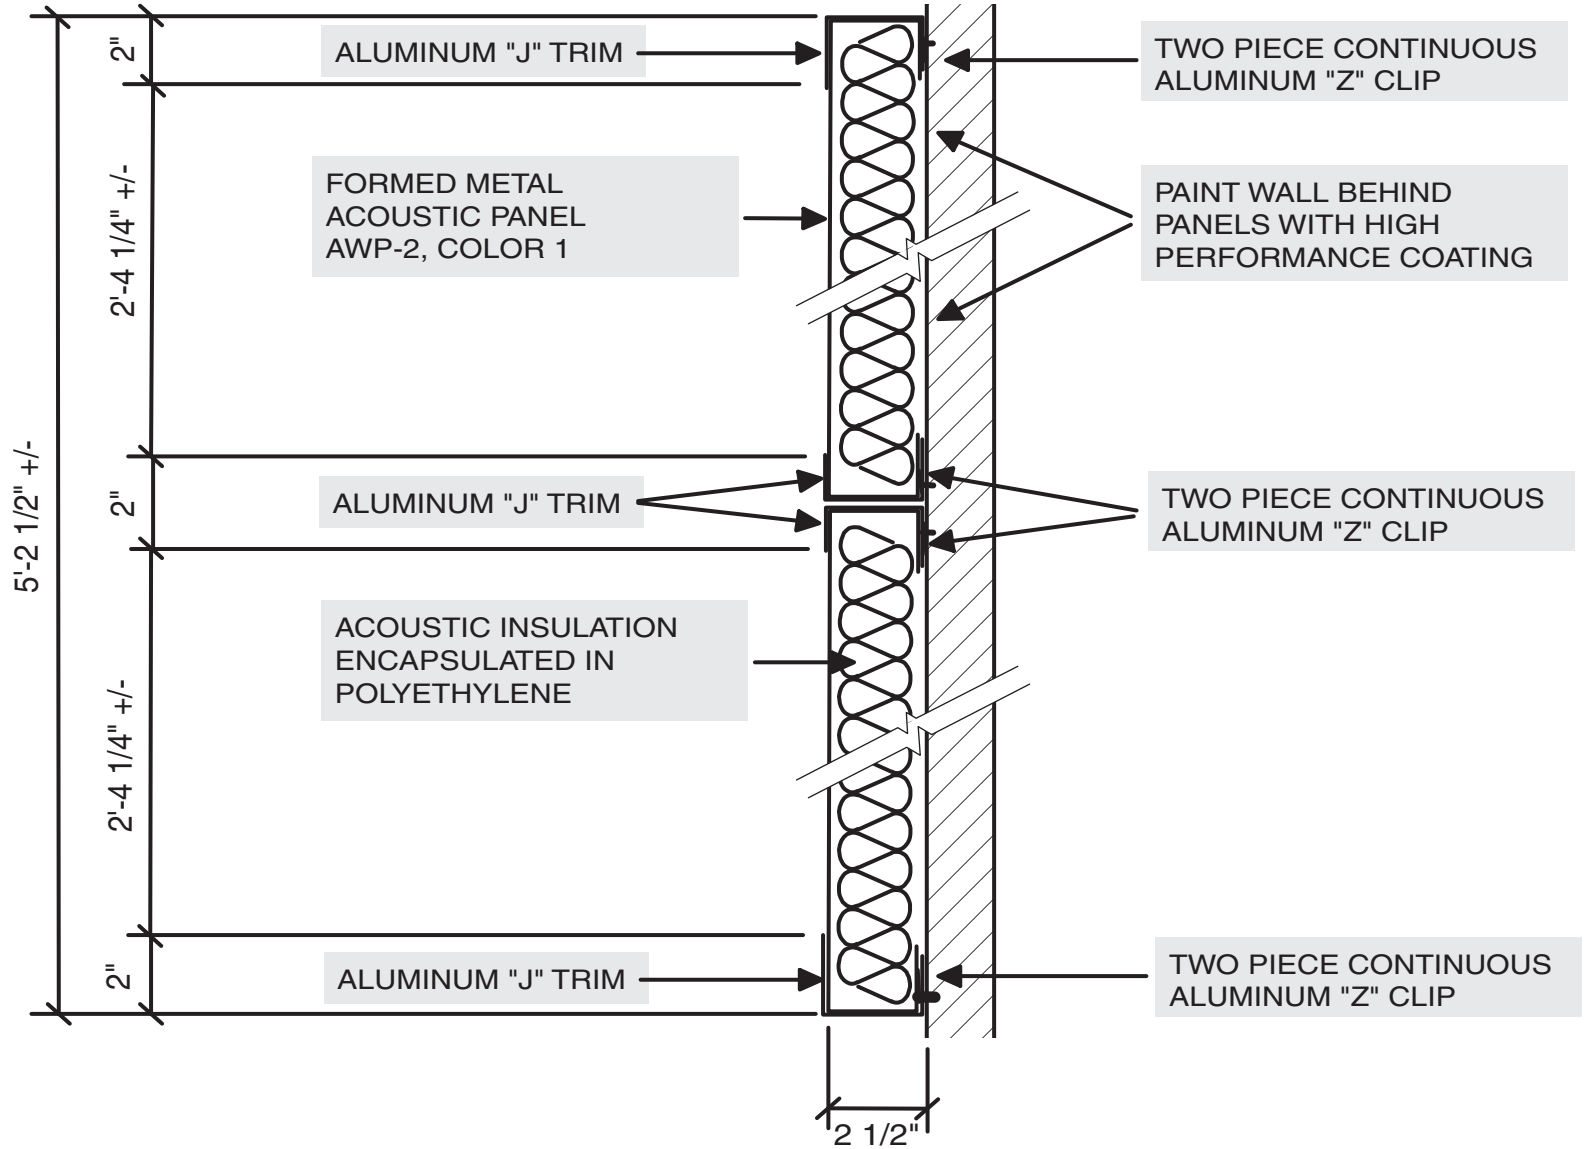 2"
ALUMINUM "J" TRIM
TWO PIECE CONTINUOUS
ALUMINUM "Z" CLIP
2'-4 1/4" +/-
FORMED METAL
ACOUSTIC PANEL
AWP-2, COLOR 1
PAINT WALL BEHIND
PANELS WITH HIGH
PERFORMANCE COATING
5'-2 1/2" +/-
2"
ALUMINUM "J" TRIM
TWO PIECE CONTINUOUS
ALUMINUM "Z" CLIP
2'-4 1/4" +/-
ACOUSTIC INSULATION
ENCAPSULATED IN
POLYETHYLENE
2"
ALUMINUM "J" TRIM
TWO PIECE CONTINUOUS
ALUMINUM "Z" CLIP
2 1/2"